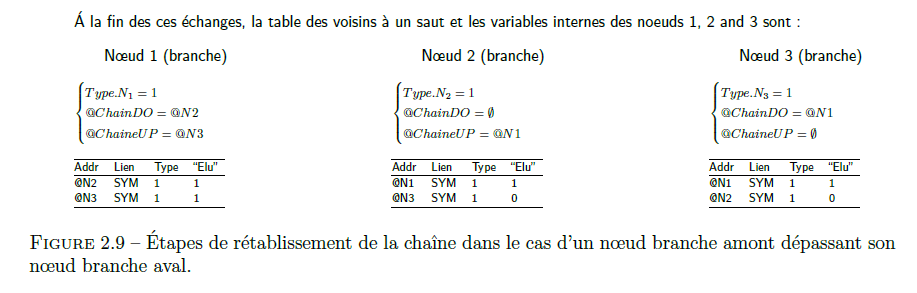 Á la fin des ces échanges, la table des voisins à un saut et les variables internes des noeuds 1, 2 and 3 sont :
Nœud 1 (branche) Nœud 2 (branche) Nœud 3 (branche)
Type.N₁ = 1 Type.N₂ = 1 Type.N₃ = 1
@ChainDO = @N2 @ChainDO = ∅ @ChainDO = @N1
@ChaineUP = @N3 @ChaineUP = @N1 @ChaineUP = ∅
Addr Lien Type "Elu" Addr Lien Type "Elu" Addr Lien Type "Elu"
@N2 SYM 1 1 @N1 SYM 1 1 @N1 SYM 1 1
@N3 SYM 1 1 @N3 SYM 1 0 @N2 SYM 1 0
FIGURE 2.9 – Étapes de rétablissement de la chaîne dans le cas d'un nœud branche amont dépassant son
nœud branche aval.